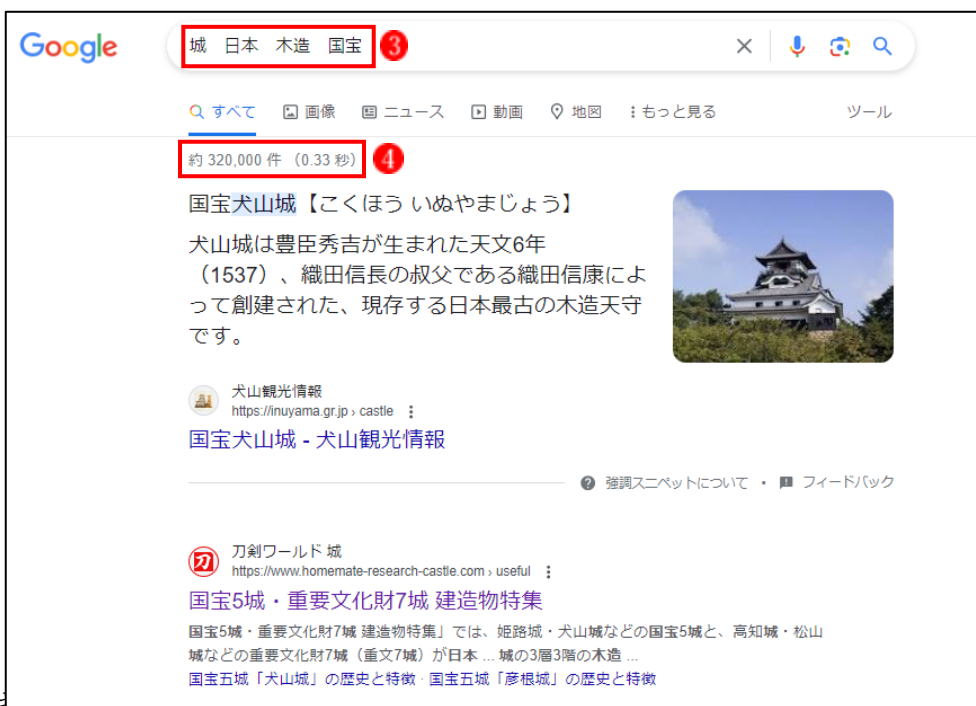 Google
城　日本　木造　国宝
3
すべて 画像 ニュース 動画 地図 もっと見る ツール
約 320,000 件 （0.33 秒）
4
国宝犬山城【こくほう いぬやまじょう】
犬山城は豊臣秀吉が生まれた天文6年
（1537）、織田信長の叔父である織田信康によ
って創建された、現存する日本最古の木造天守
です。
犬山観光情報
https://inuyama.gr.jp › castle
国宝犬山城 - 犬山観光情報
強調スニペットについて ・ フィードバック
刀
刀剣ワールド 城
https://www.homemate-research-castle.com › useful
国宝5城・重要文化財7城 建造物特集
国宝5城・重要文化財7城 建造物特集」では、姫路城・犬山城などの国宝5城と、高知城・松山
城などの重要文化財7城（重文7城）が日本 ... 城の3層3階の木造 ...
国宝五城「犬山城」の歴史と特徴 · 国宝五城「彦根城」の歴史と特徴